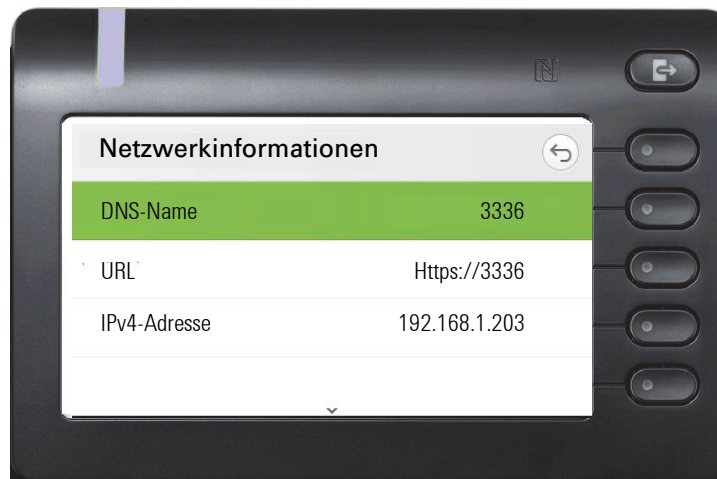 Netzwerkinformationen
DNS-Name 3336
URL Https://3336
IPv4-Adresse 192.168.1.203